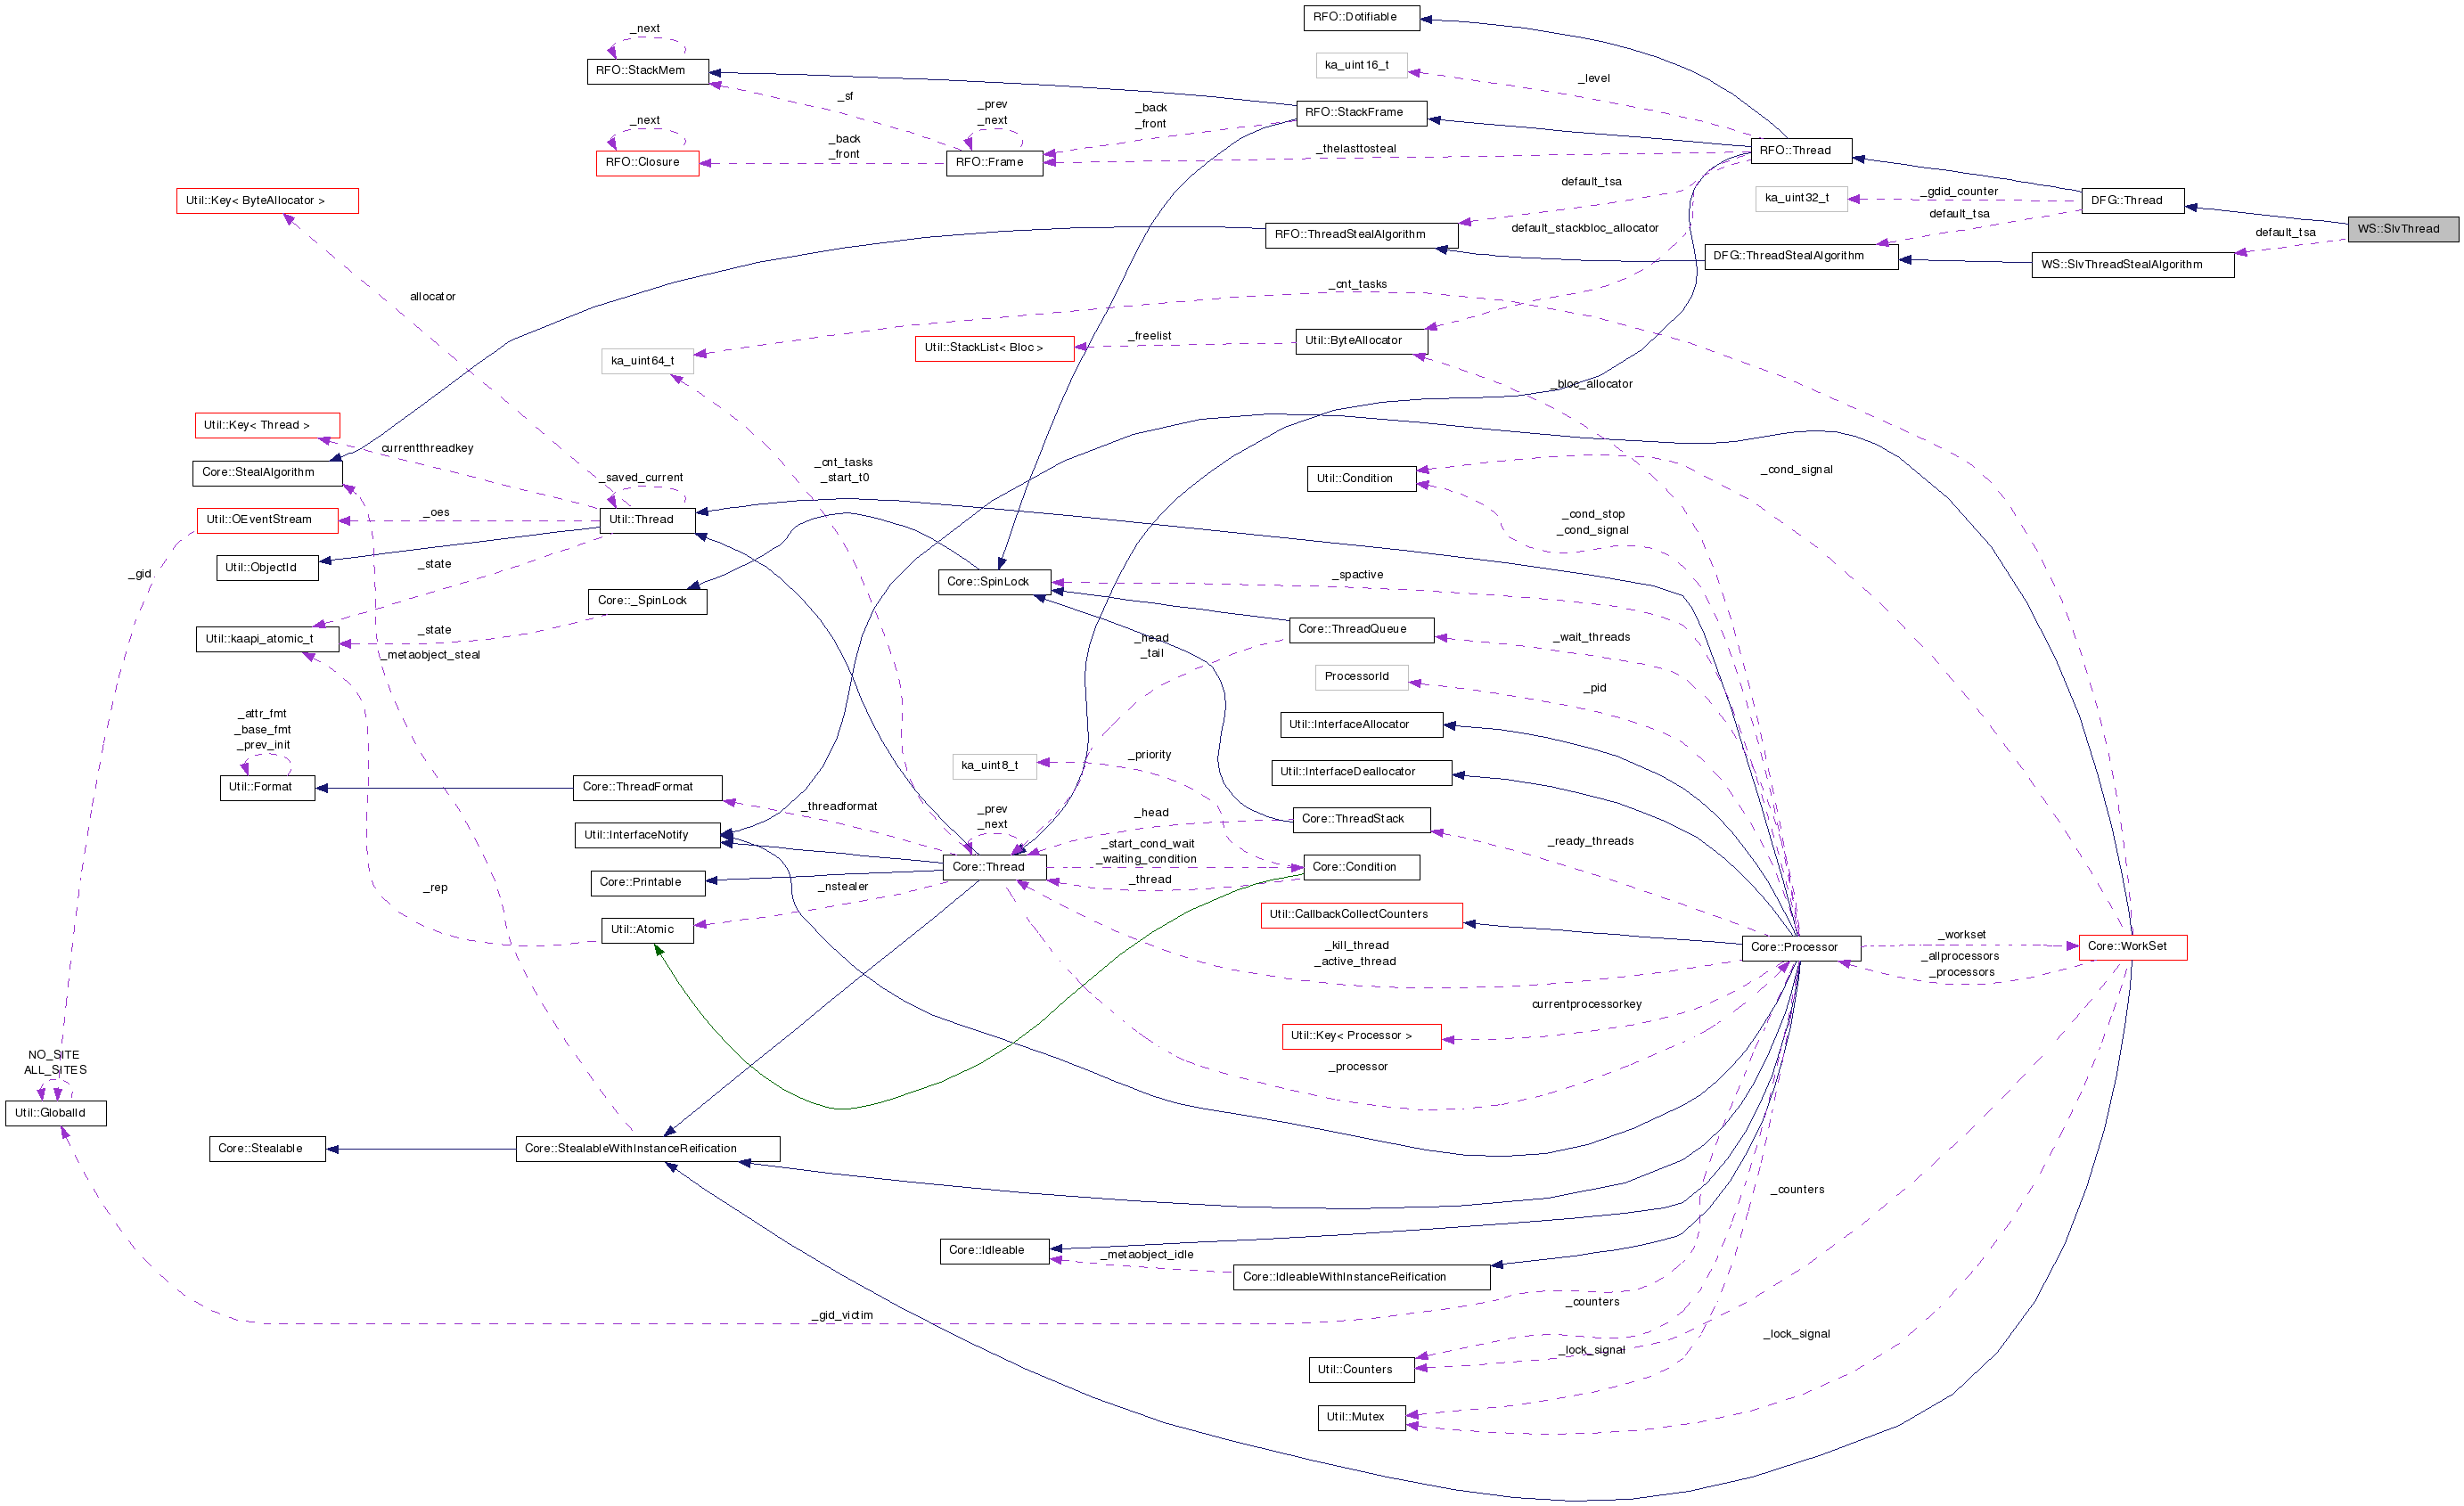 RFO::Dotifiable
_next
ka_uint16_t
RFO::StackMem
_level
_sf
_prev
_next
_back
_front
RFO::StackFrame
_next
RFO::Closure
_back
_front
RFO::Frame
_thelasttosteal
RFO::Thread
Util::Key< ByteAllocator >
default_tsa
ka_uint32_t
_gdid_counter
DFG::Thread
default_tsa
RFO::ThreadStealAlgorithm
default_stackbloc_allocator
DFG::ThreadStealAlgorithm
WS::SlvThreadStealAlgorithm
default_tsa
WS::SlvThread
allocator
_cnt_tasks
Util::StackList< Bloc >
_freelist
Util::ByteAllocator
ka_uint64_t
_bloc_allocator
Util::Key< Thread >
currentthreadkey
Core::StealAlgorithm
_saved_current
_cnt_tasks
_start_t0
Util::Condition
_cond_signal
Util::OEventStream
_oes
Util::Thread
_cond_stop
_cond_signal
Util::ObjectId
_gid
_state
Core::SpinLock
_spactive
Core::_SpinLock
Util::kaapi_atomic_t
_state
_metaobject_steal
_head
_tail
Core::ThreadQueue
_wait_threads
ProcessorId
_pid
_attr_fmt
_base_fmt
_prev_init
Util::InterfaceAllocator
Util::Format
Core::ThreadFormat
ka_uint8_t
_priority
Util::InterfaceDeallocator
_threadformat
Util::InterfaceNotify
_prev
_next
_head
Core::ThreadStack
_ready_threads
Core::Thread
_start_cond_wait
_waiting_condition
_thread
Core::Condition
Core::Printable
_rep
_nstealer
Util::Atomic
Util::CallbackCollectCounters
_kill_thread
_active_thread
Core::Processor
_workset
_allprocessors
_processors
Core::WorkSet
currentprocessorkey
Util::Key< Processor >
NO_SITE
ALL_SITES
_processor
Util::GlobalId
Core::Stealable
Core::StealableWithInstanceReification
_counters
Core::Idleable
_metaobject_idle
Core::IdleableWithInstanceReification
_gid_victim
_counters
_lock_signal
_lock_signal
Util::Counters
Util::Mutex